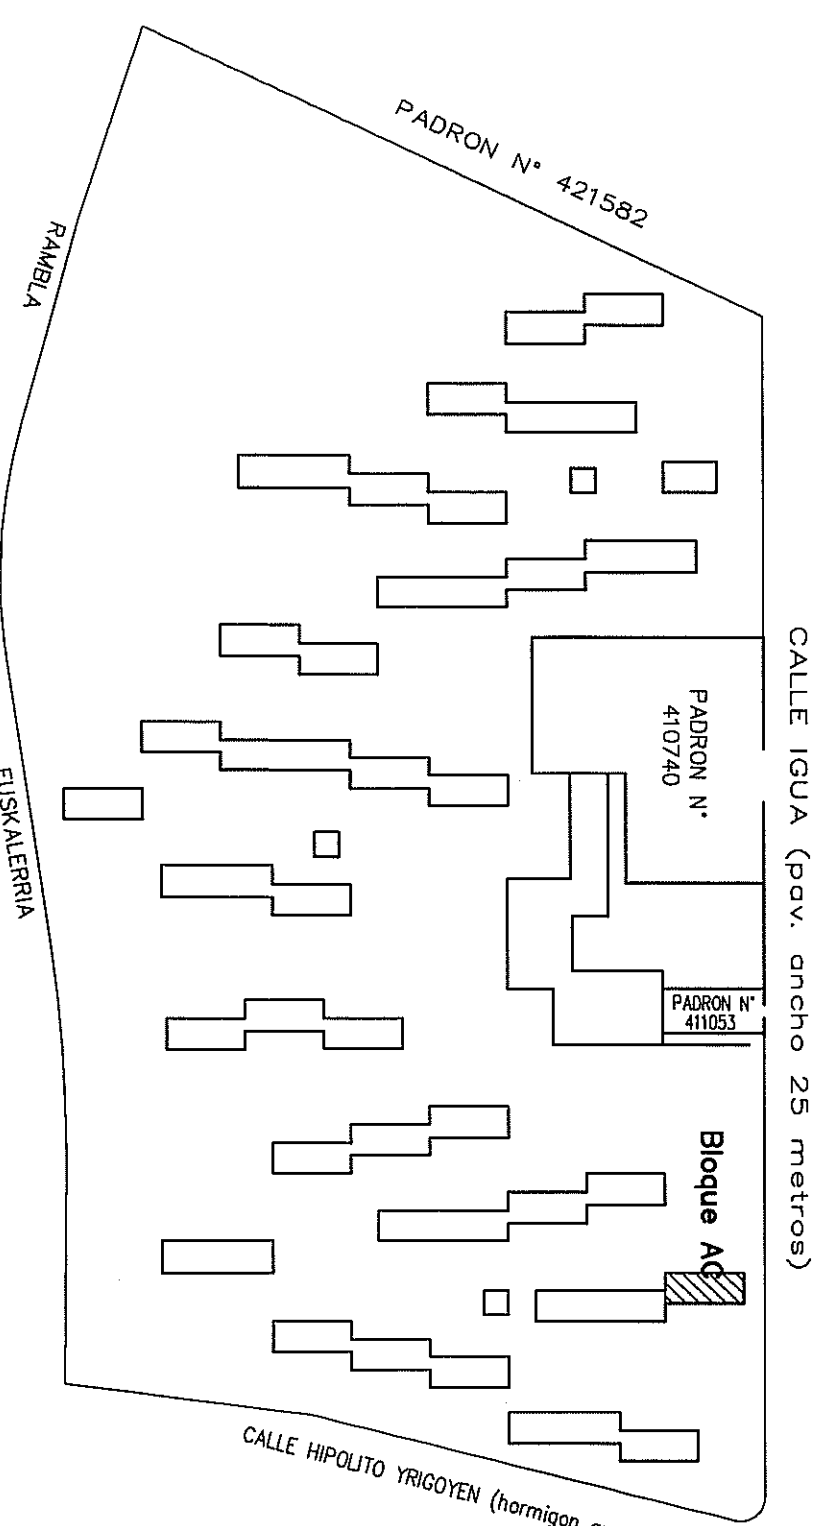 PADRON N° 421582
RAMBLA
EUSKALERRIA
CALLE IGUA (pav. ancho 25 metros)
PADRON N°
410740
PADRON N°
411053
Bloque AC
CALLE HIPOLITO YRIGOYEN (hormigon